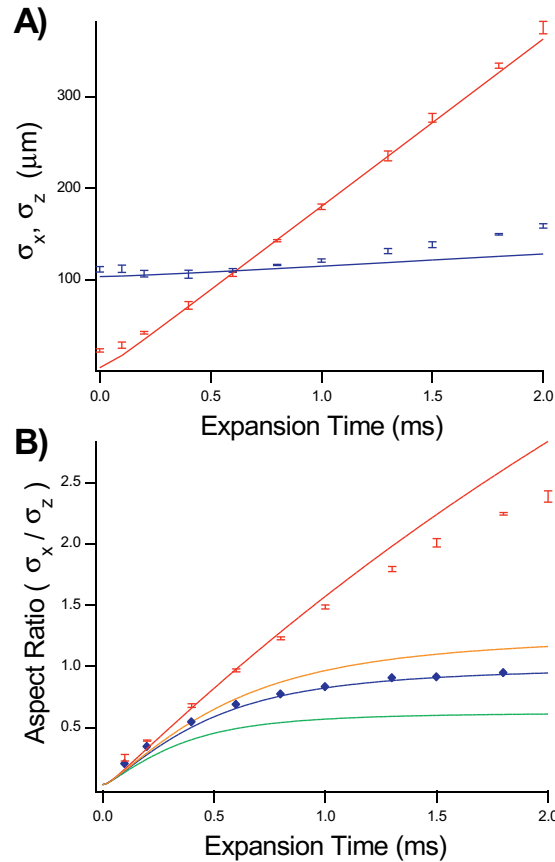 A)
300
200
100
σx, σz (μm)
0.0 0.5 1.0 1.5 2.0
Expansion Time (ms)
B)
2.5
2.0
1.5
1.0
0.5
Aspect Ratio ( σx / σz )
0.0 0.5 1.0 1.5 2.0
Expansion Time (ms)